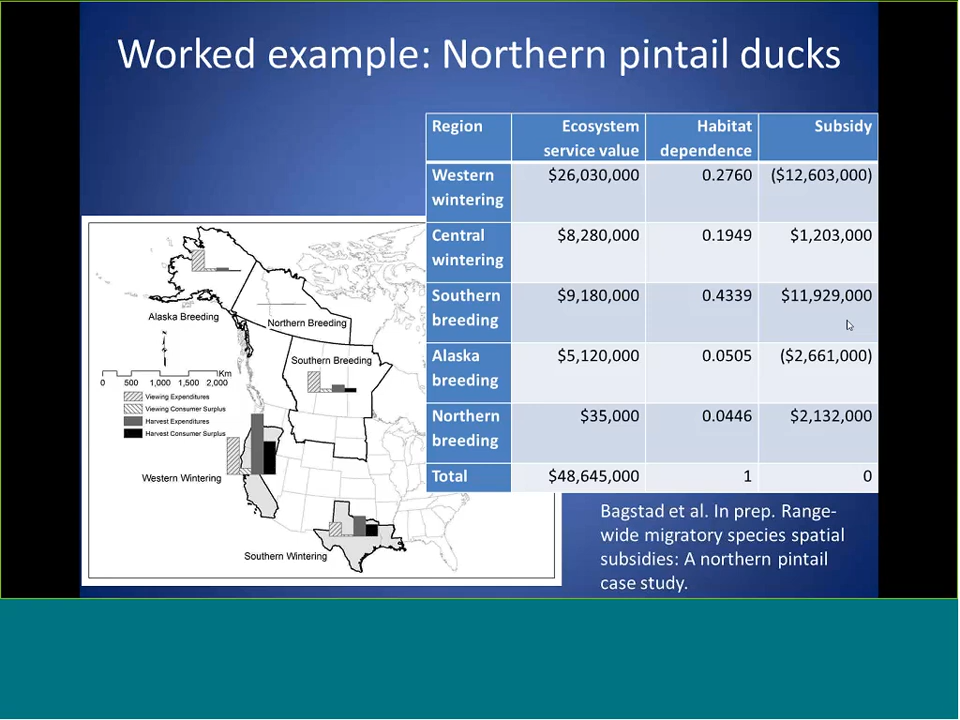 Worked example: Northern pintail ducks
Region Ecosystem service value Habitat dependence Subsidy
Western wintering $26,030,000 0.2760 ($12,603,000)
Central wintering $8,280,000 0.1949 $1,203,000
Southern breeding $9,180,000 0.4339 $11,929,000
Alaska breeding $5,120,000 0.0505 ($2,661,000)
Northern breeding $35,000 0.0446 $2,132,000
Total $48,645,000 1 0
Alaska Breeding
Northern Breeding
Southern Breeding
Km
0 500 1,000 1,500 2,000
Viewing Expenditures
Viewing Consumer Surplus
Harvest Expenditures
Harvest Consumer Surplus
Western Wintering
Southern Wintering
Bagstad et al. In prep. Range-
wide migratory species spatial
subsidies: A northern pintail
case study.